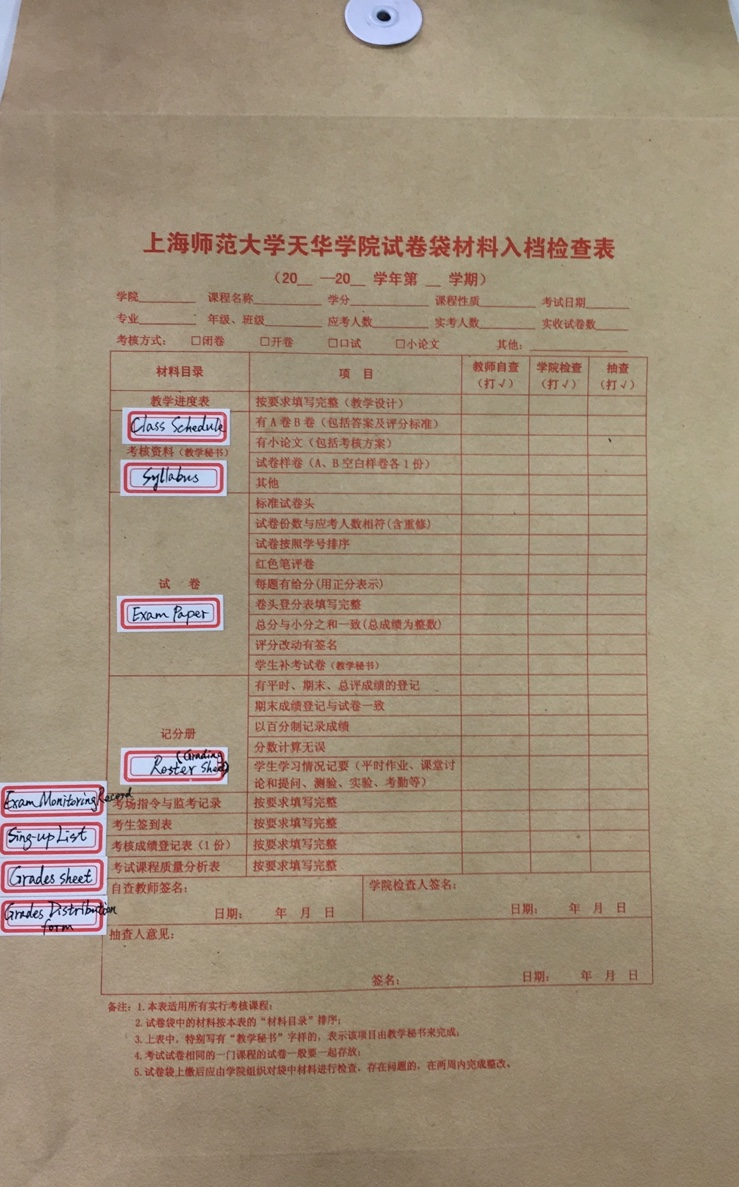 上海师范大学天华学院试卷袋材料入档检查表
（20__ —20__ 学年第 __ 学期）
学院________ 课程名称________ 学分________ 课程性质________ 考试日期________
专业________ 年级、班级________ 应考人数________ 实考人数________ 实收试卷数________
考核方式： □闭卷 □开卷 □口试 □小论文 其他：________
材料目录 项 目 教师自查（打√） 学院检查（打√） 抽查（打√）
教学进度表 按要求填写完整（教学设计）
Class Schedule 有A卷B卷（包括答案及评分标准）
考核资料（教学秘书） 有小论文（包括考核方案）
Syllabus 试卷样卷（A、B空白样卷各1份）
其他
标准试卷头
试卷份数与应考人数相符(含重修)
试卷按照学号排序
红色笔评卷
试 卷 每题有给分(用正分表示)
Exam Paper 卷头登分表填写完整
总分与小分之和一致(总成绩为整数)
评分改动有签名
学生补考试卷（教学秘书）
有平时、期末、总评成绩的登记
期末成绩登记与试卷一致
记分册 以百分制记录成绩
(Grading 分数计算无误
Roster Sheet) 学生学习情况记要（平时作业、课堂讨
论和提问、测验、实验、考勤等）
Exam Monitoring Record 考场指令与监考记录 按要求填写完整
Sing-up List 考生签到表 按要求填写完整
考核成绩登记表（1份） 按要求填写完整
Grades sheet 考试课程质量分析表 按要求填写完整
Grades Distribution
form
自查教师签名： 学院检查人签名：
日期： 年 月 日 日期： 年 月 日
抽查人意见：
签名： 日期： 年 月 日
备注：1.本表适用所有实行考核课程；
2.试卷袋中的材料按本表的“材料目录”排序；
3.上表中，特别写有“教学秘书”字样的，表示该项目由教学秘书来完成；
4.考试试卷相同的一门课程的试卷一般要一起存放；
5.试卷袋上缴后应由学院组织对袋中材料进行检查，存在问题的，在两周内完成整改。